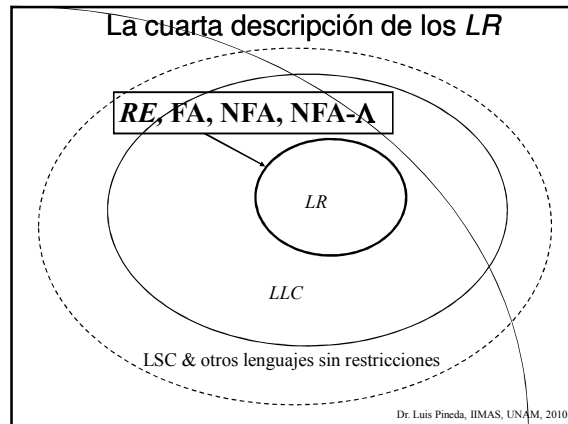 La cuarta descripción de los LR
RE, FA, NFA, NFA-Λ
LR
LLC
LSC & otros lenguajes sin restricciones
Dr. Luis Pineda, IIMAS, UNAM, 2010